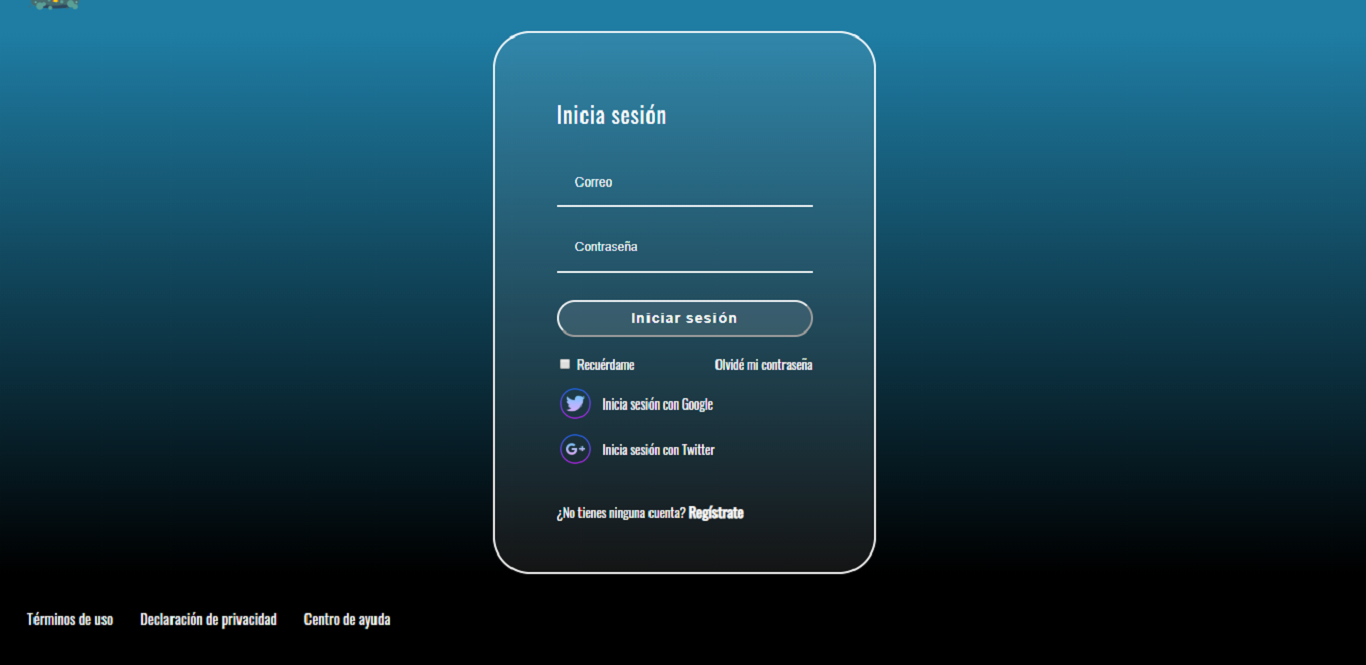 Inicia sesión
Correo
Contraseña
Iniciar sesión
Recuérdame Olvidé mi contraseña
Inicia sesión con Google
G+ Inicia sesión con Twitter
¿No tienes ninguna cuenta? Regístrate
Términos de uso Declaración de privacidad Centro de ayuda